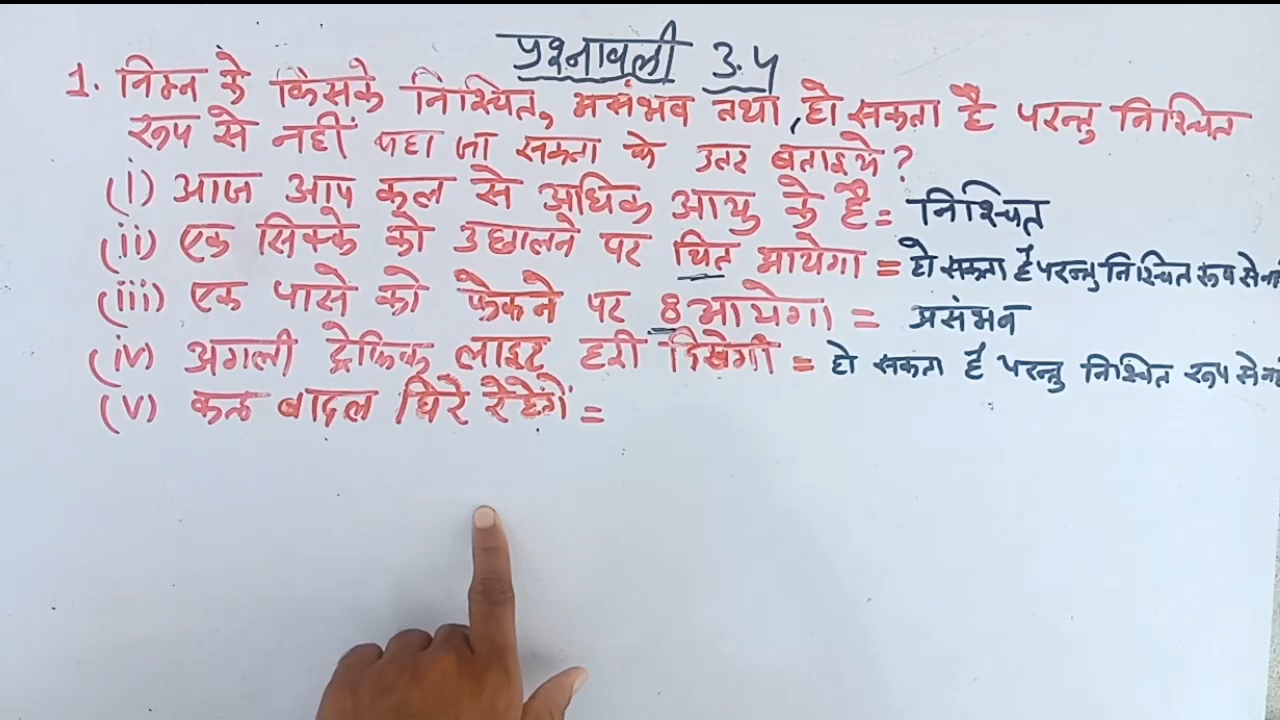 प्रश्नावली 3.4
1. निम्न के किसके निश्चित, असंभव तथा, हो सकता है परन्तु निश्चित
रूप से नहीं कहा जा सकता के उतर बताइये?
(i) आज आप कल से अधिक आयु के है = निश्चित
(ii) एक सिक्के को उछालने पर चित आयेगा = हो सकता है परन्तु निश्चित रूप से
(iii) एक पासे को फेकने पर 8 आयेगा = असंभव
(iv) अगली ट्रेफिक लाइट हरी दिखेगी = हो सकता है परन्तु निश्चित रूप से
(v) कल बादल घिरे रहेगें =